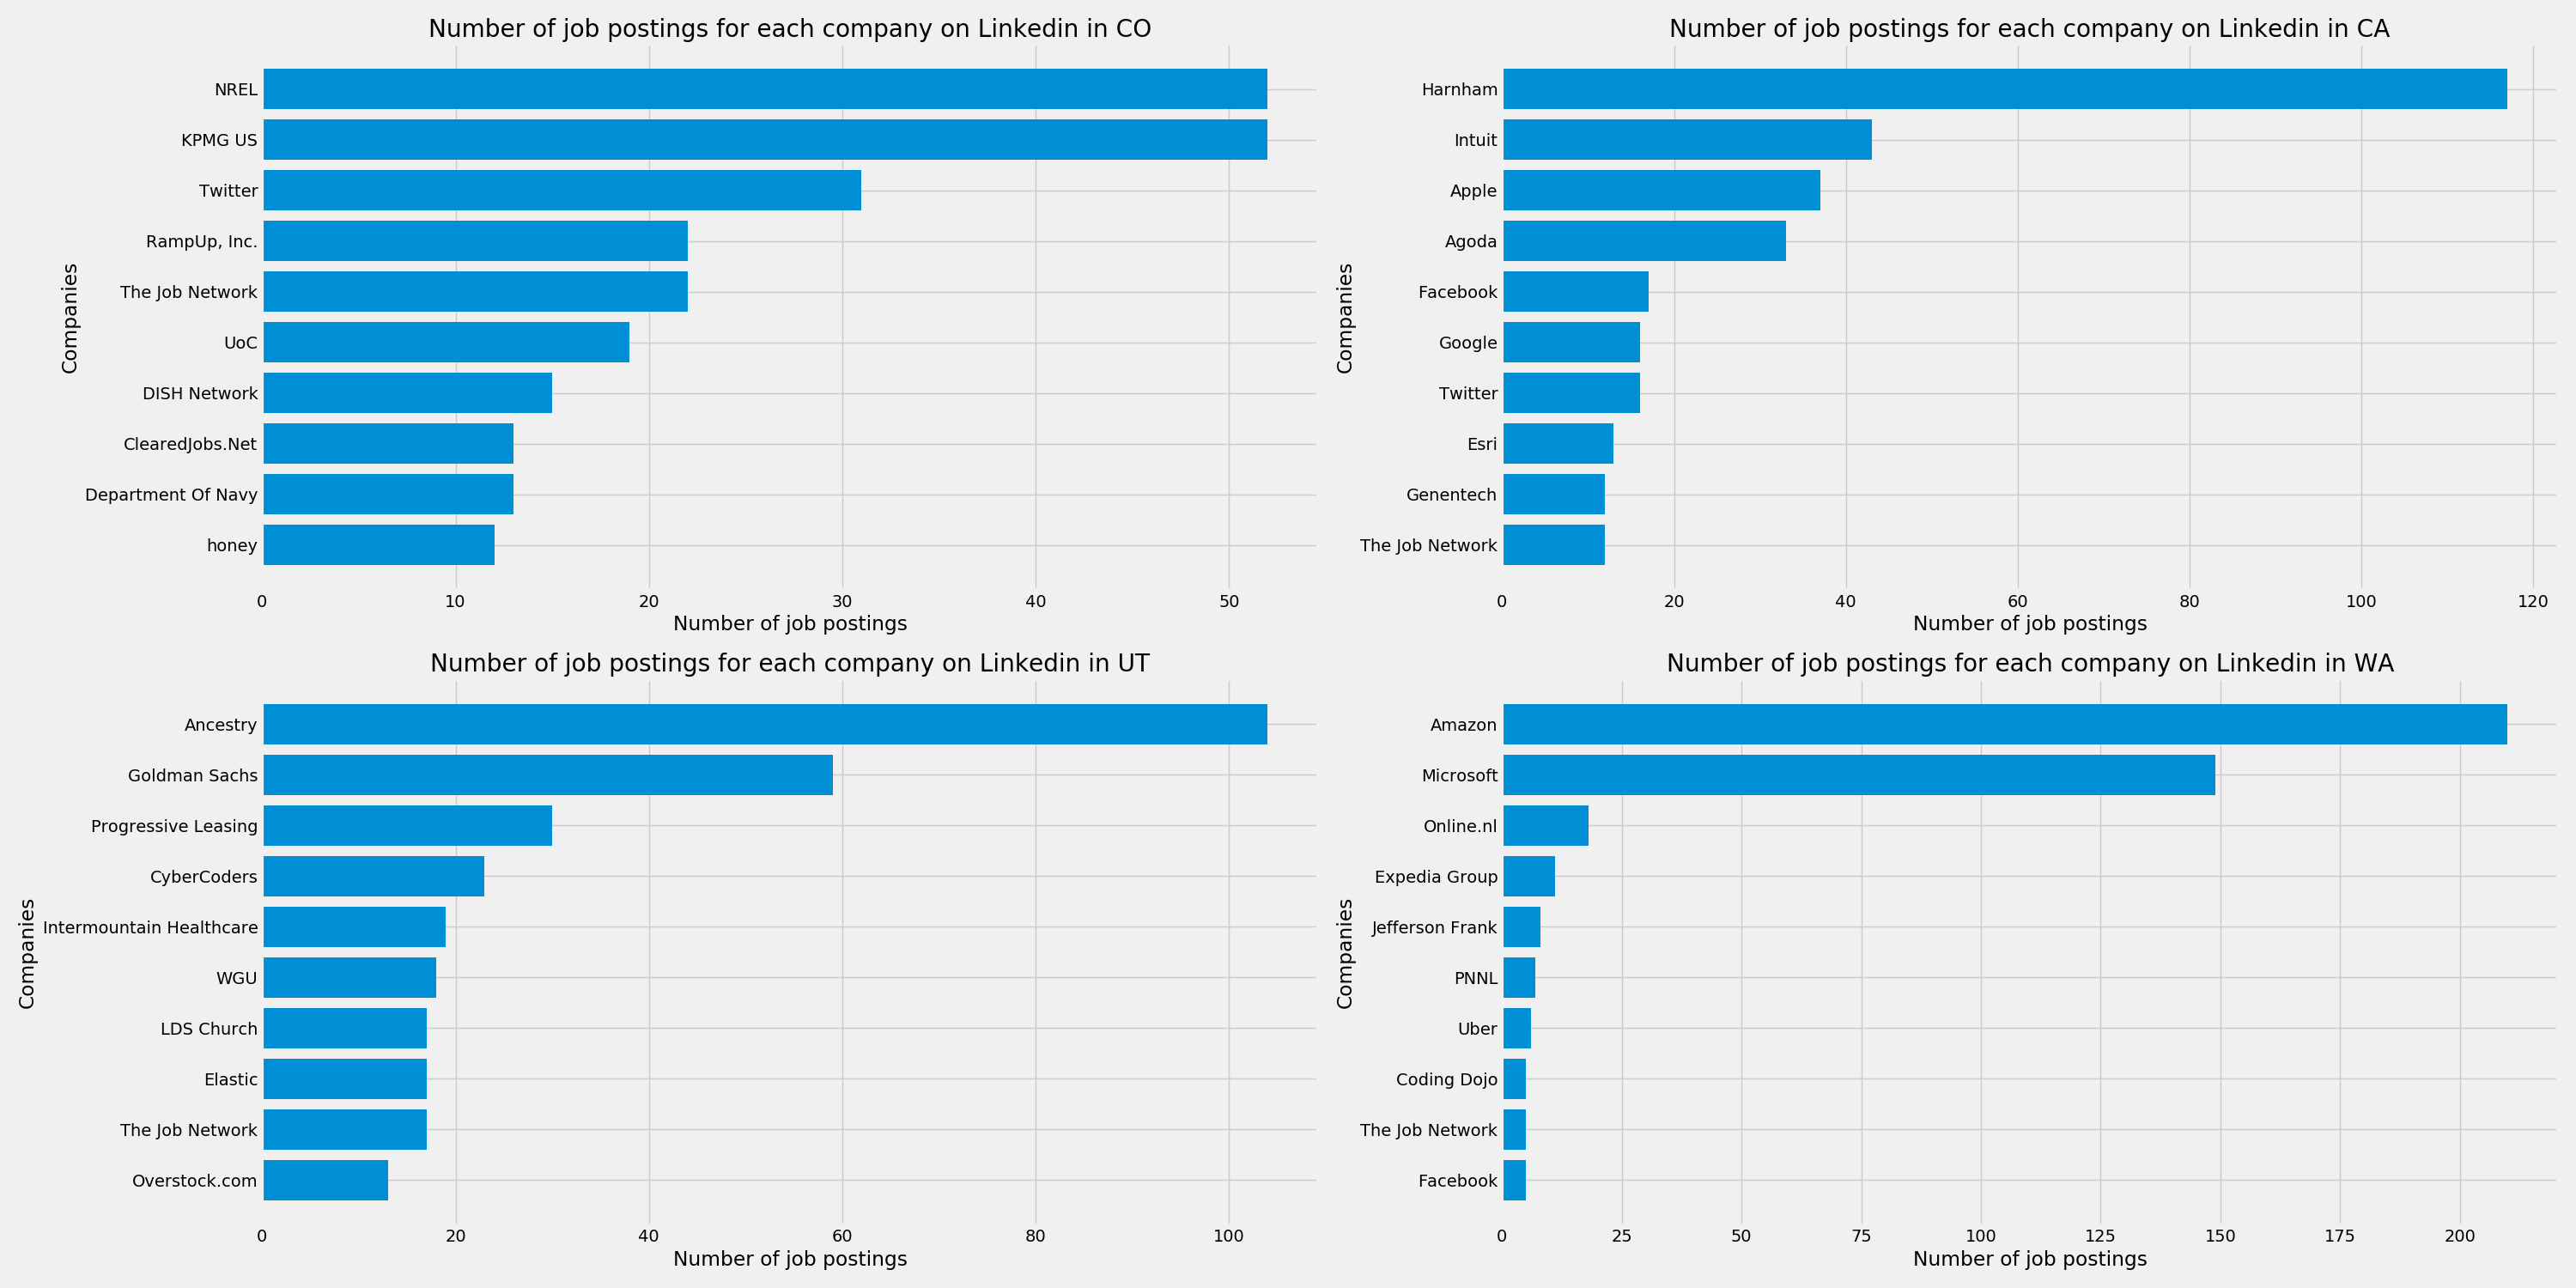 Number of job postings for each company on Linkedin in CO
Companies
NREL
KPMG US
Twitter
RampUp, Inc.
The Job Network
UoC
DISH Network
ClearedJobs.Net
Department Of Navy
honey
0 10 20 30 40 50
Number of job postings
Number of job postings for each company on Linkedin in CA
Companies
Harnham
Intuit
Apple
Agoda
Facebook
Google
Twitter
Esri
Genentech
The Job Network
0 20 40 60 80 100 120
Number of job postings
Number of job postings for each company on Linkedin in UT
Companies
Ancestry
Goldman Sachs
Progressive Leasing
CyberCoders
Intermountain Healthcare
WGU
LDS Church
Elastic
The Job Network
Overstock.com
0 20 40 60 80 100
Number of job postings
Number of job postings for each company on Linkedin in WA
Companies
Amazon
Microsoft
Online.nl
Expedia Group
Jefferson Frank
PNNL
Uber
Coding Dojo
The Job Network
Facebook
0 25 50 75 100 125 150 175 200
Number of job postings